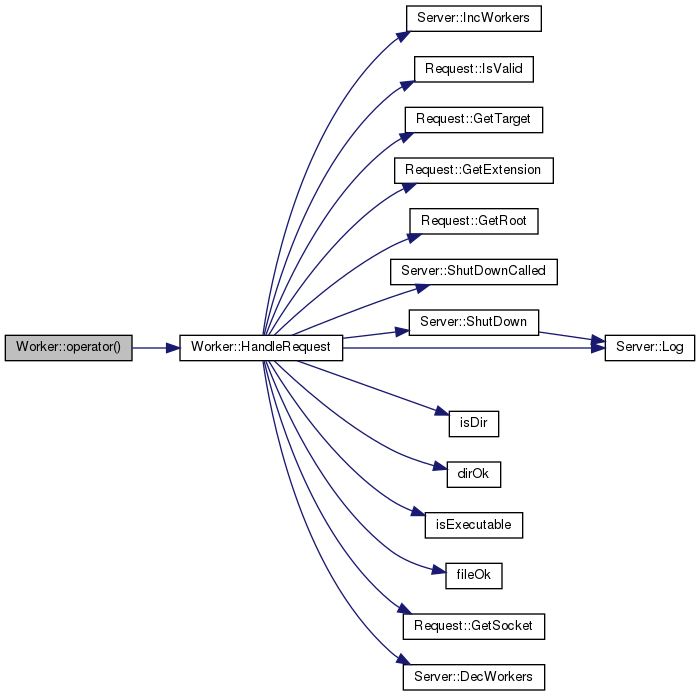 Server::IncWorkers
Request::IsValid
Request::GetTarget
Request::GetExtension
Request::GetRoot
Server::ShutDownCalled
Server::ShutDown
Worker::operator()
Worker::HandleRequest
Server::Log
isDir
dirOk
isExecutable
fileOk
Request::GetSocket
Server::DecWorkers